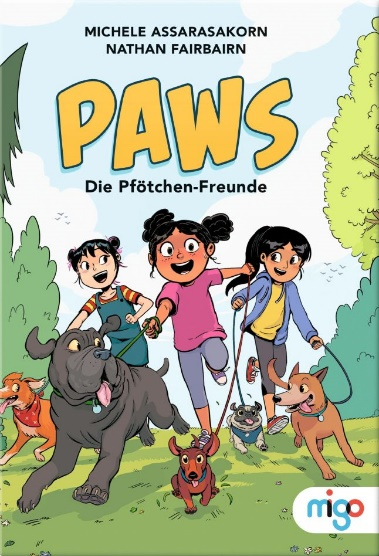 MICHELE ASSARASAKORN
NATHAN FAIRBAIRN
PAWS
Die Pfötchen-Freunde
migo